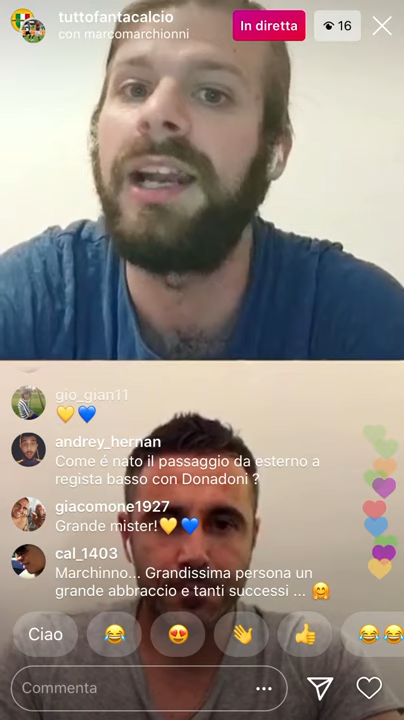 tuttofantacalcio
con marcomarchionni
In diretta
16
gio_gian11
💛💙
andrey_hernan
Come é nato il passaggio da esterno a
regista basso con Donadoni ?
giacomone1927
Grande mister!💛💙
cal_1403
Marchinno... Grandissima persona un
grande abbraccio e tanti successi ... 🤗
Ciao 😂 😍 👋 👍 😂😂
Commenta